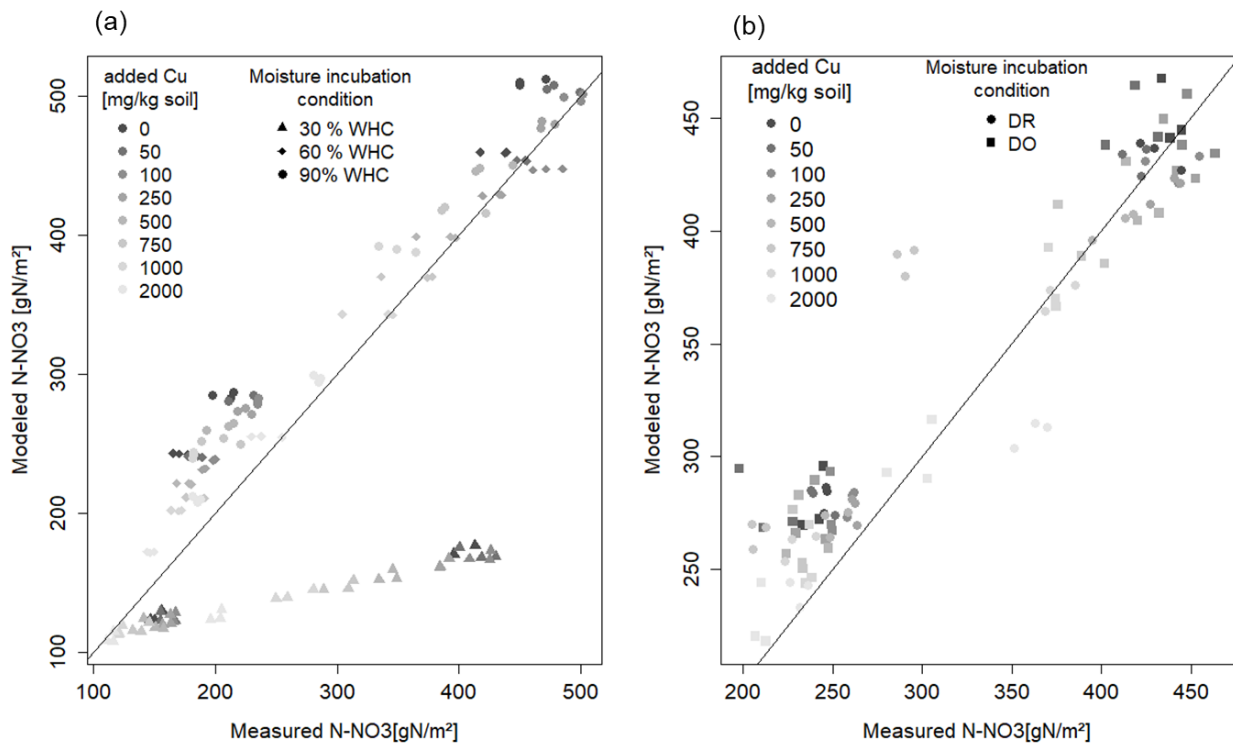 (a)
added Cu
[mg/kg soil]
0
50
100
250
500
750
1000
2000
Moisture incubation
condition
30 % WHC
60 % WHC
90% WHC
Modeled N-NO3 [gN/m²]
500
400
300
200
100
100 200 300 400 500
Measured N-NO3[gN/m²]
(b)
added Cu
[mg/kg soil]
0
50
100
250
500
750
1000
2000
Moisture incubation
condition
DR
DO
Modeled N-NO3 [gN/m²]
450
400
350
300
250
200 250 300 350 400 450
Measured N-NO3[gN/m²]